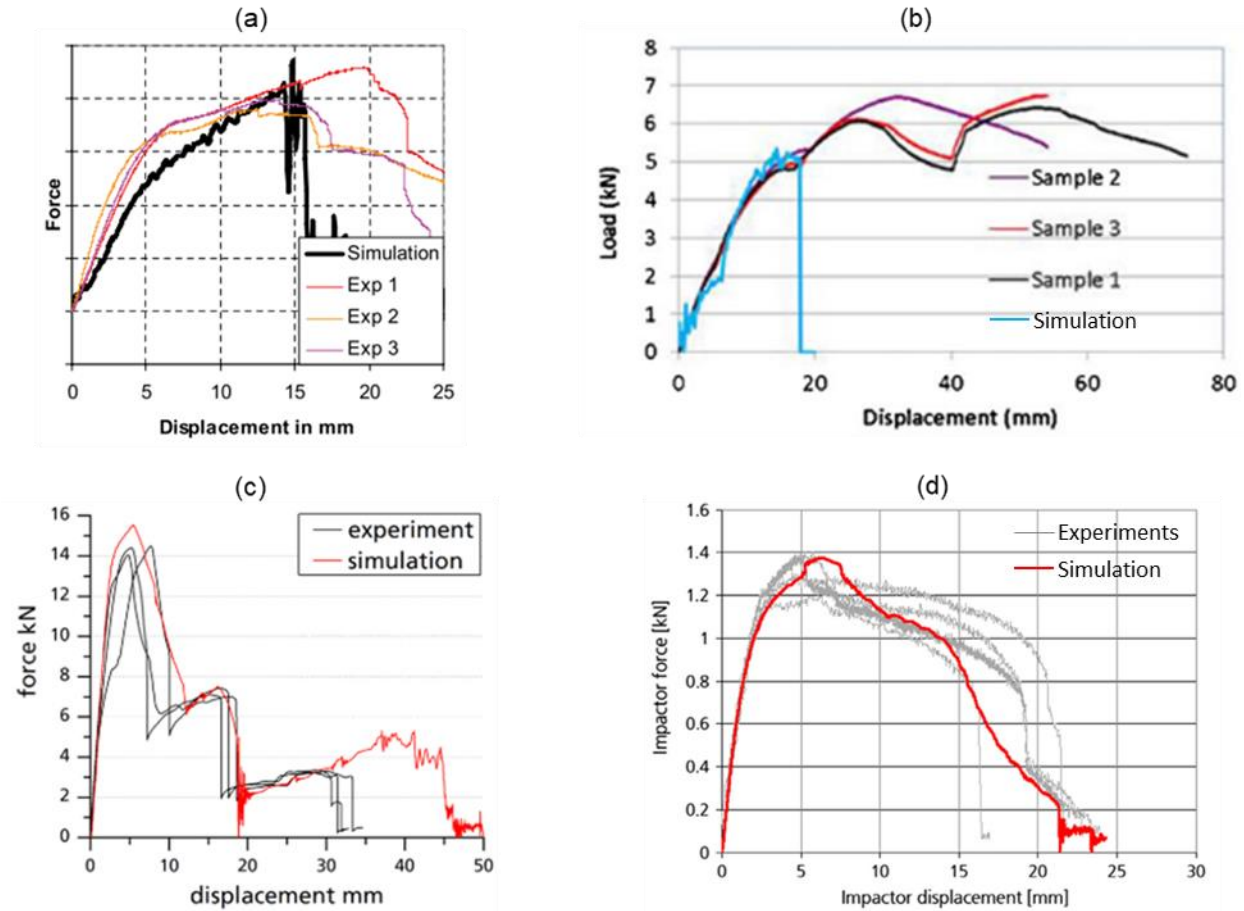 (a)
Force
Simulation
Exp 1
Exp 2
Exp 3
0 5 10 15 20 25
Displacement in mm
(b)
8
7
6
5
4
3
2
1
0
Load (kN)
Sample 2
Sample 3
Sample 1
Simulation
0 20 40 60 80
Displacement (mm)
(c)
16
14
12
10
8
6
4
2
0
force kN
experiment
simulation
0 10 20 30 40 50
displacement mm
(d)
1.6
1.4
1.2
1
0.8
0.6
0.4
0.2
0
Impactor force [kN]
Experiments
Simulation
0 5 10 15 20 25 30
Impactor displacement [mm]